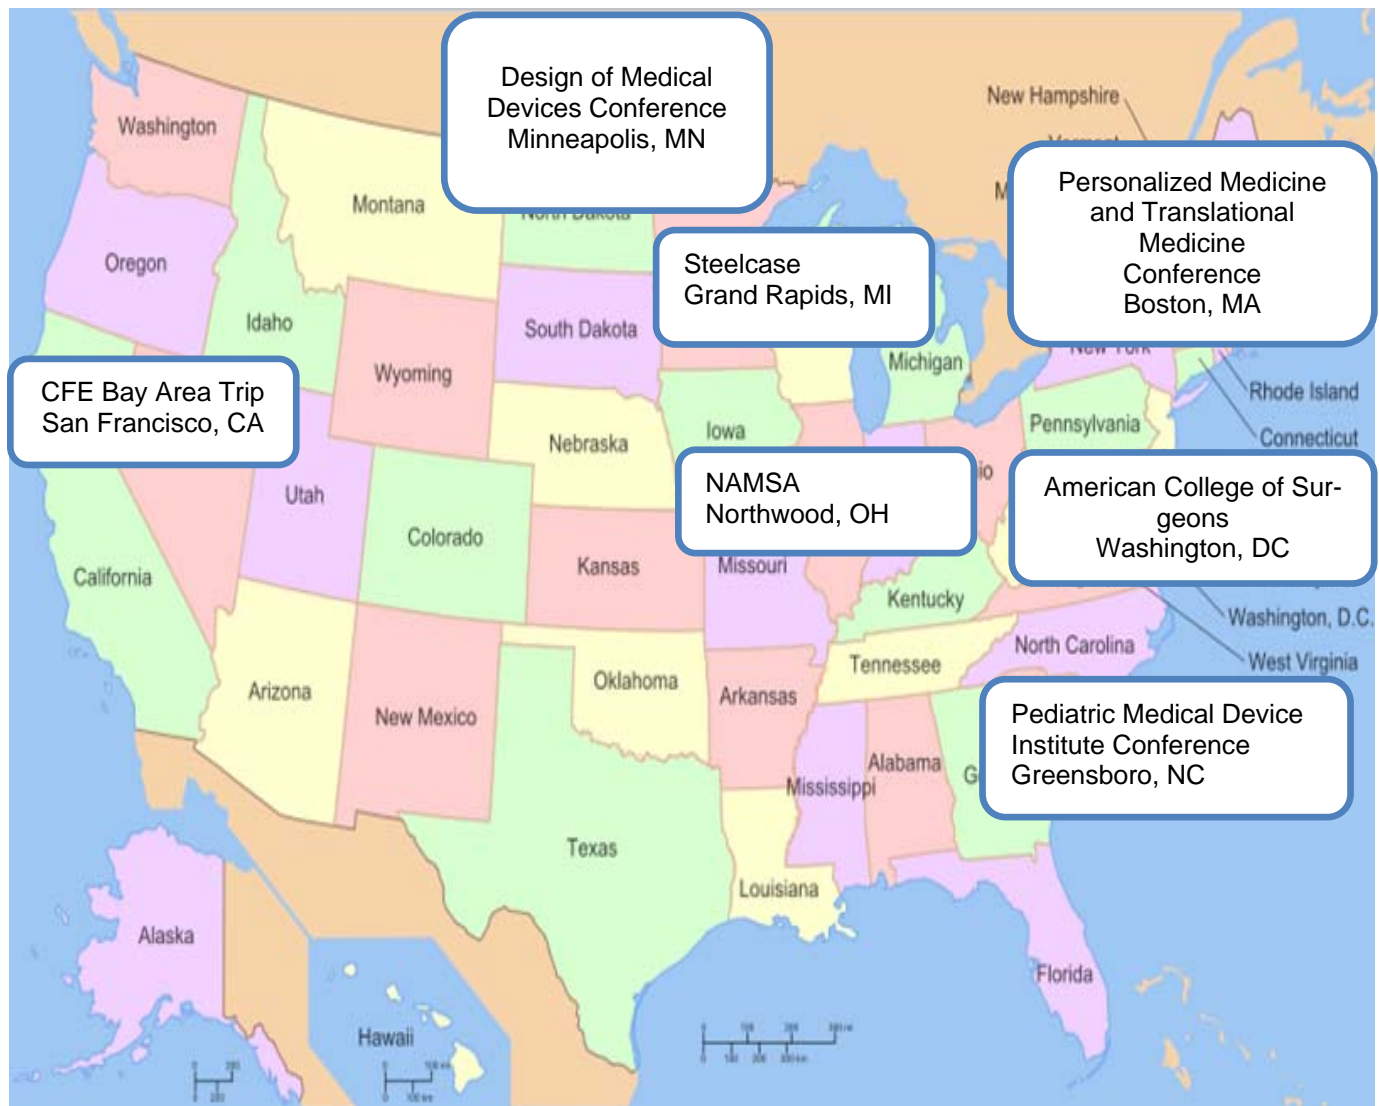 Design of Medical
Devices Conference
Minneapolis, MN
New Hampshire
Washington
Personalized Medicine
and Translational
Medicine
Conference
Boston, MA
Montana
North Dakota
Oregon
Steelcase
Grand Rapids, MI
Idaho
South Dakota
Wyoming
Michigan
New York
Rhode Island
CFE Bay Area Trip
San Francisco, CA
Pennsylvania
Iowa
Connecticut
Nebraska
NAMSA
Northwood, OH
American College of Sur-
geons
Washington, DC
Utah
Colorado
Kansas
Missouri
California
Kentucky
Washington, D.C.
North Carolina
West Virginia
Tennessee
Arizona
Oklahoma
Arkansas
New Mexico
Pediatric Medical Device
Institute Conference
Greensboro, NC
Alabama
Mississippi
Texas
Louisiana
Alaska
Florida
Hawaii